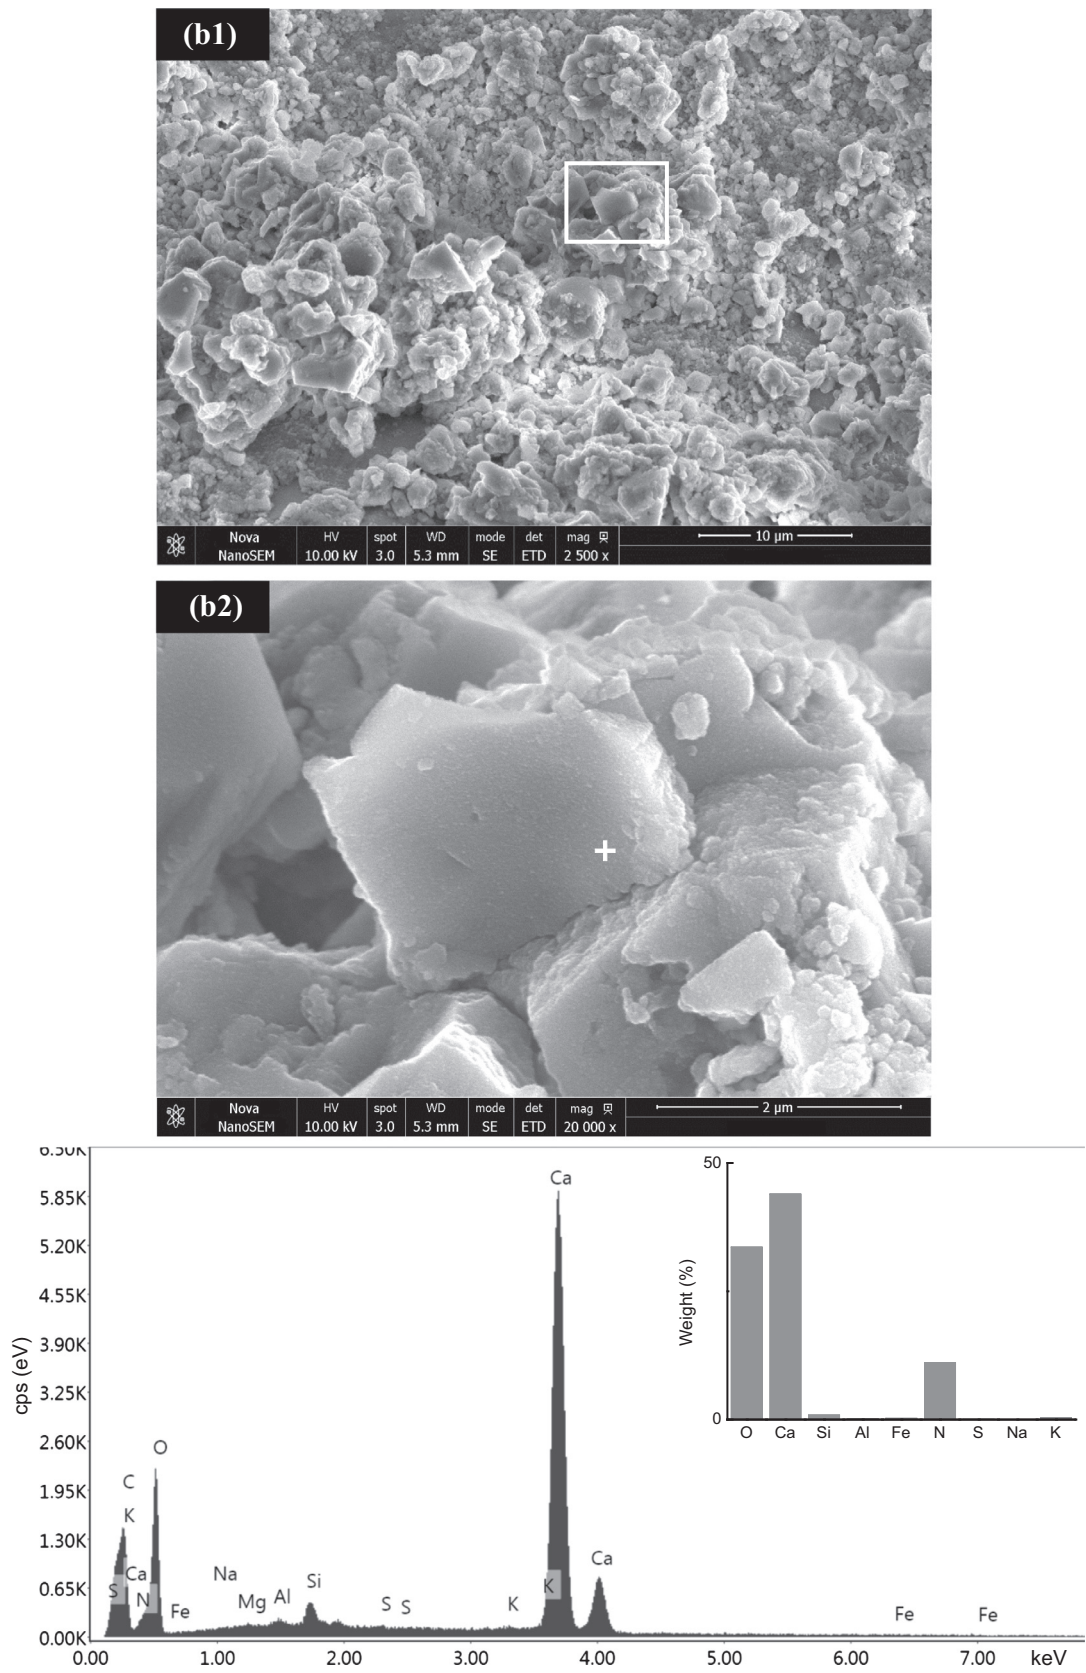 (b1)
Nova NanoSEM HV 10.00 kV spot 3.0 WD 5.3 mm mode SE det ETD mag 2 500 x 10 µm
(b2)
Nova NanoSEM HV 10.00 kV spot 3.0 WD 5.3 mm mode SE det ETD mag 20 000 x 2 µm
6.50K
5.85K
5.20K
4.55K
3.90K
3.25K
2.60K
1.95K
1.30K
0.65K
0.00K
cps (eV)
Ca
O
C
K
Ca
S
N
Fe
Na
Mg
Al
Si
S
S
K
K
Ca
Fe
Fe
0.00 1.00 2.00 3.00 4.00 5.00 6.00 7.00 keV
50
Weight (%)
0
O Ca Si Al Fe N S Na K